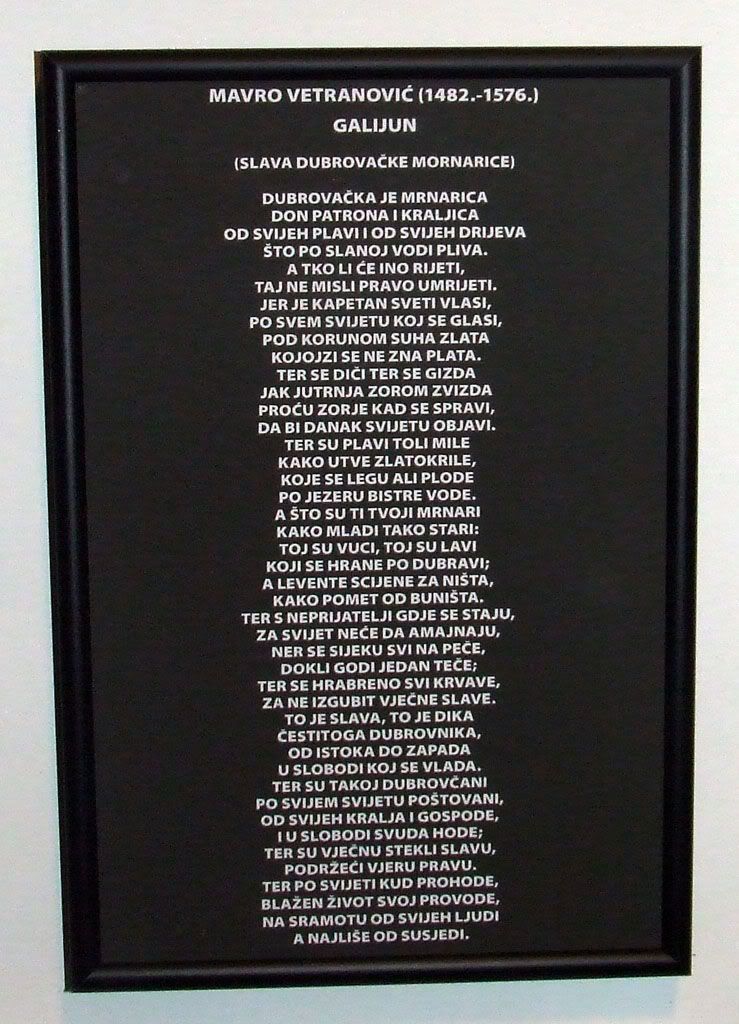 MAVRO VETRANOVIĆ (1482.-1576.)
GALIJUN
(SLAVA DUBROVAČKE MORNARICE)
DUBROVAČKA JE MRNARICA
DON PATRONA I KRALJICA
OD SVIJEH PLAVI I OD SVIJEH DRIJEVA
ŠTO PO SLANOJ VODI PLIVA.
A TKO LI ĆE INO RIJETI,
TAJ NE MISLI PRAVO UMRIJETI.
JER JE KAPETAN SVETI VLASI,
PO SVEM SVIJETU KOJ SE GLASI,
POD KORUNOM SUHA ZLATA
KOJOJZI SE NE ZNA PLATA.
TER SE DIČI TER SE GIZDA
JAK JUTRNJA ZOROM ZVIZDA
PROĆU ZORJE KAD SE SPRAVI,
DA BI DANAK SVIJETU OBJAVI.
TER SU PLAVI TOLI MILE
KAKO UTVE ZLATOKRILE,
KOJE SE LEGU ALI PLODE
PO JEZERU BISTRE VODE.
A ŠTO SU TI TVOJI MRNARI
KAKO MLADI TAKO STARI:
TOJ SU VUCI, TOJ SU LAVI
KOJI SE HRANE PO DUBRAVI;
A LEVENTE SCIJENE ZA NIŠTA,
KAKO POMET OD BUNIŠTA.
TER S NEPRIJATELJI GDJE SE STAJU,
ZA SVIJET NEĆE DA AMAJNAJU,
NER SE SIJEKU SVI NA PEČE,
DOKLI GODI JEDAN TEČE;
TER SE HRABRENO SVI KRVAVE,
ZA NE IZGUBIT VJEČNE SLAVE.
TO JE SLAVA, TO JE DIKA
ČESTITOGA DUBROVNIKA,
OD ISTOKA DO ZAPADA
U SLOBODI KOJ SE VLADA.
TER SU TAKOJ DUBROVČANI
PO SVIJEM SVIJETU POŠTOVANI,
OD SVIJEH KRALJA I GOSPODE,
I U SLOBODI SVUDA HODE;
TER SU VJEČNU STEKLI SLAVU,
PODRŽEĆI VJERU PRAVU.
TER PO SVIJETI KUD PROHODE,
BLAŽEN ŽIVOT SVOJ PROVODE,
NA SRAMOTU OD SVIJEH LJUDI
A NAJLIŠE OD SUSJEDI.